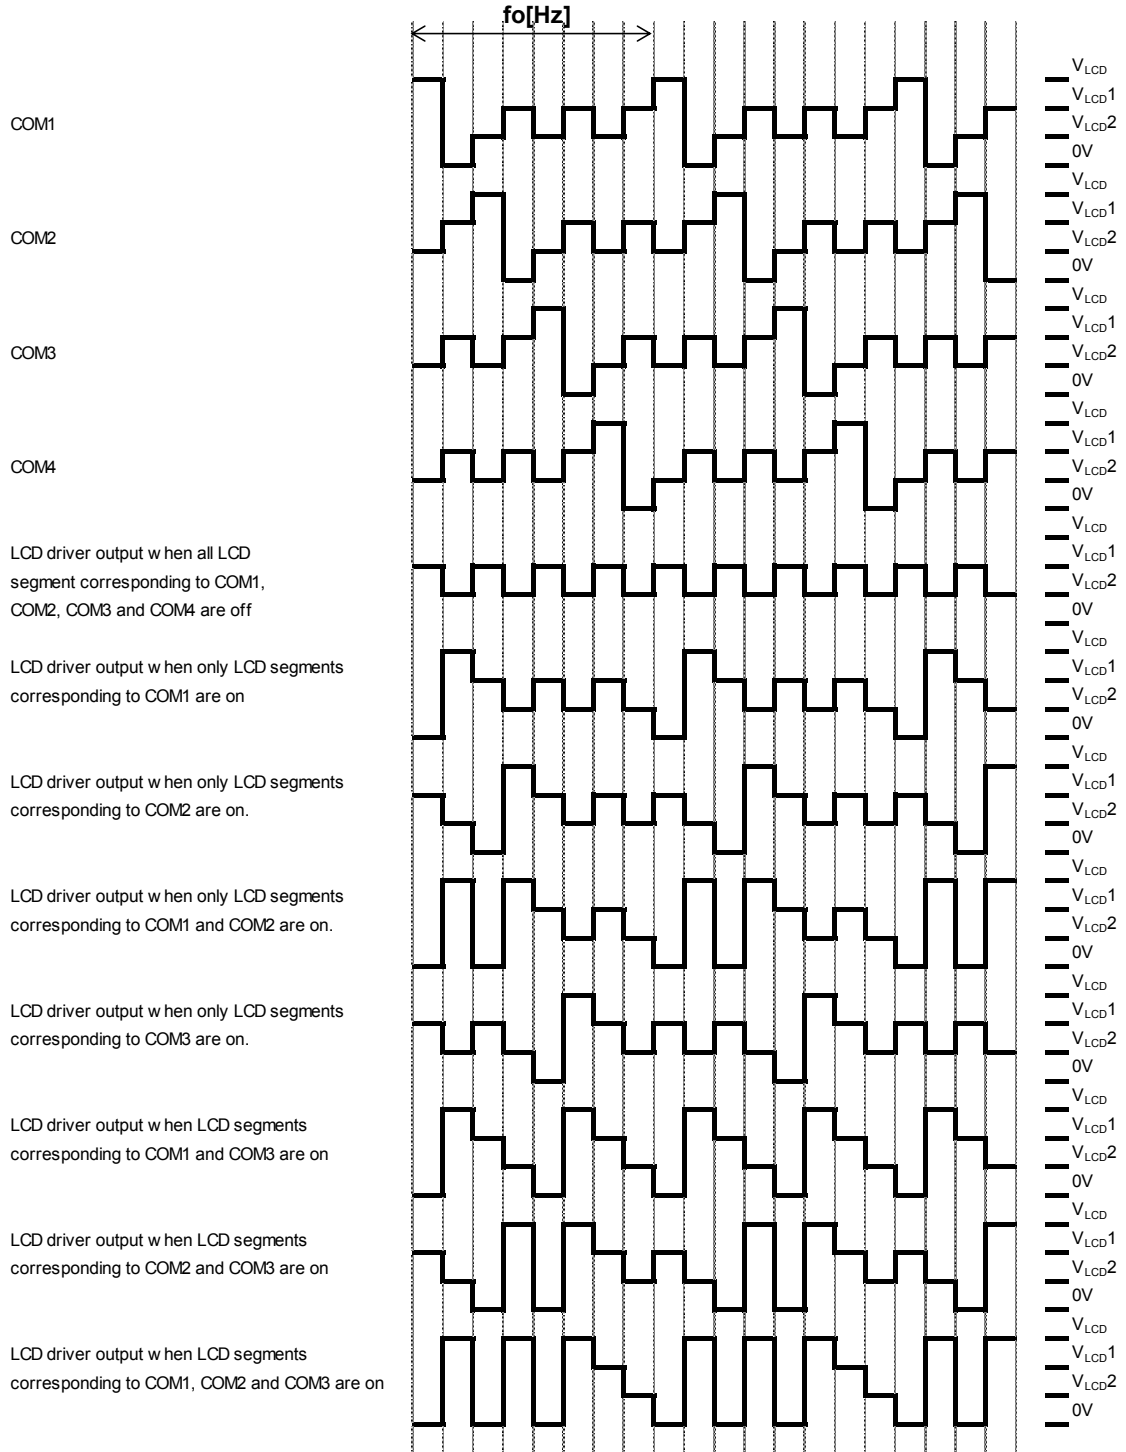 fo[Hz]
COM1
VLCD
VLCD1
VLCD2
0V
COM2
VLCD
VLCD1
VLCD2
0V
COM3
VLCD
VLCD1
VLCD2
0V
COM4
VLCD
VLCD1
VLCD2
0V
LCD driver output w hen all LCD
segment corresponding to COM1,
COM2, COM3 and COM4 are off
VLCD
VLCD1
VLCD2
0V
LCD driver output w hen only LCD segments
corresponding to COM1 are on
VLCD
VLCD1
VLCD2
0V
LCD driver output w hen only LCD segments
corresponding to COM2 are on.
VLCD
VLCD1
VLCD2
0V
LCD driver output w hen only LCD segments
corresponding to COM1 and COM2 are on.
VLCD
VLCD1
VLCD2
0V
LCD driver output w hen only LCD segments
corresponding to COM3 are on.
VLCD
VLCD1
VLCD2
0V
LCD driver output w hen LCD segments
corresponding to COM1 and COM3 are on
VLCD
VLCD1
VLCD2
0V
LCD driver output w hen LCD segments
corresponding to COM2 and COM3 are on
VLCD
VLCD1
VLCD2
0V
LCD driver output w hen LCD segments
corresponding to COM1, COM2 and COM3 are on
VLCD
VLCD1
VLCD2
0V